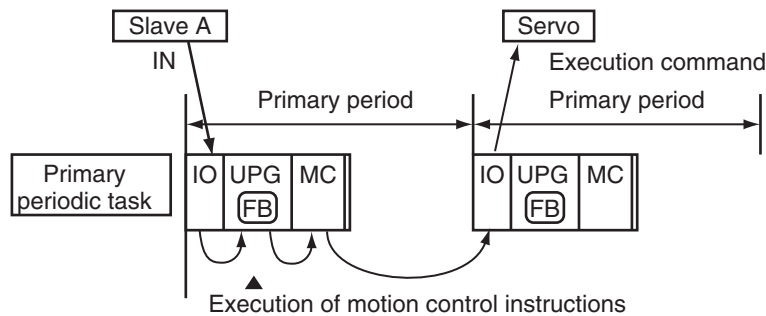 Slave A
Servo
IN
Execution command
Primary period
Primary period
Primary
periodic task
IO UPG MC
FB
IO UPG MC
FB
Execution of motion control instructions